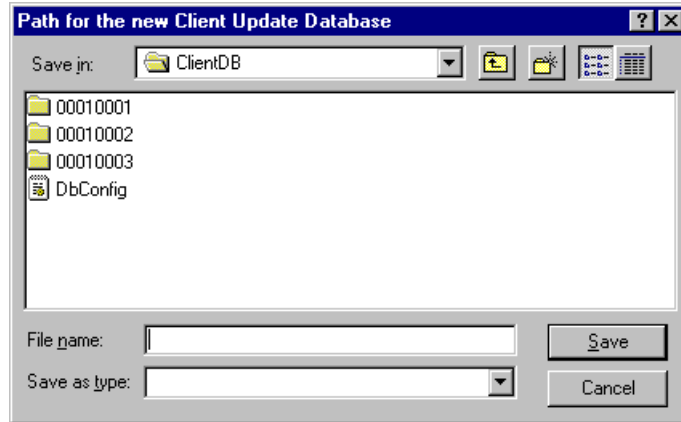 Path for the new Client Update Database
Save in: ClientDB
00010001
00010002
00010003
DbConfig
File name: Save
Save as type: Cancel